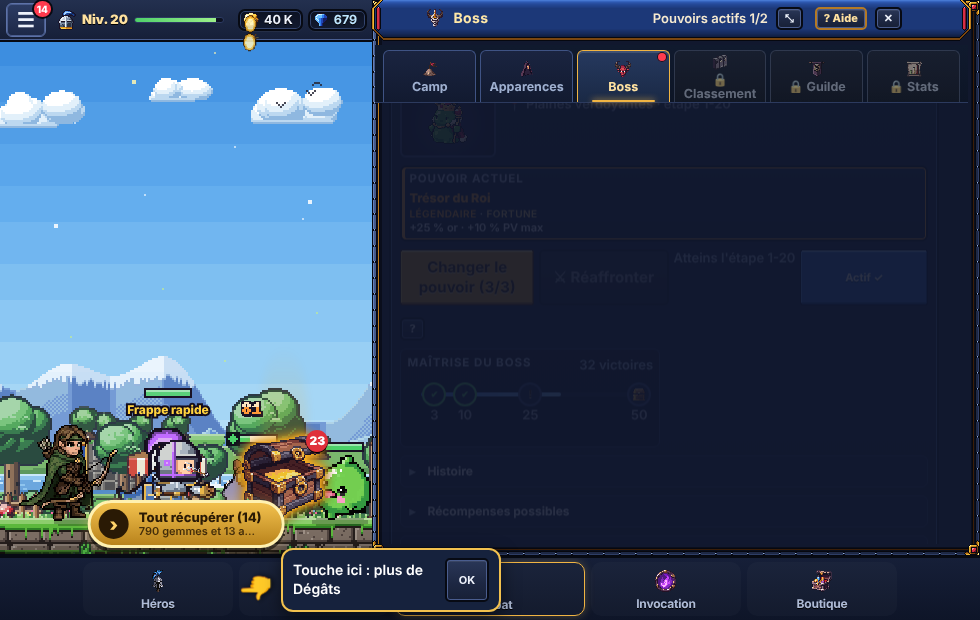 14
Niv. 20
40 K
679
Boss
Pouvoirs actifs 1/2
? Aide
Camp
Apparences
Boss
Classement
Guilde
Stats
POUVOIR ACTUEL
Trésor du Roi
LÉGENDAIRE · FORTUNE
+25 % or · +10 % PV max
Changer le
pouvoir (3/3)
Réaffronter
Atteins l'étape 1-20
Actif ✓
?
MAÎTRISE DU BOSS
32 victoires
3
10
25
50
Histoire
Récompenses possibles
Frappe rapide
81
23
Tout récupérer (14)
790 gemmes et 13 a...
Touche ici : plus de
Dégâts
OK
Héros
Invocation
Boutique